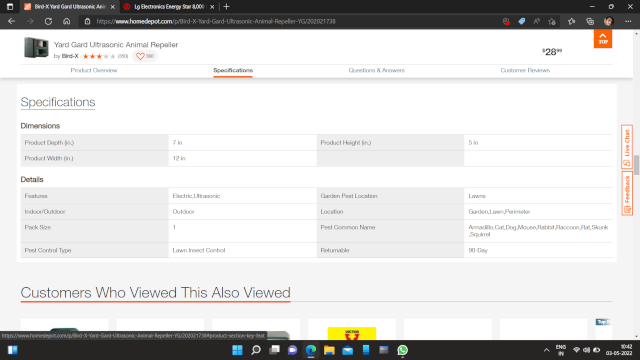 Bird-X Yard Gard Ultrasonic Anim
Lg Electronics Energy Star 8,000
https://www.homedepot.com/p/Bird-X-Yard-Gard-Ultrasonic-Animal-Repeller-YG/202021738
Yard Gard Ultrasonic Animal Repeller
by Bird-X
$28 99
TOP
Product Overview
Specifications
Questions & Answers
Customer Reviews
Specifications
Dimensions
Product Depth (in.) 7 in Product Height (in.) 5 in
Product Width (in.) 12 in
Details
Features Electric,Ultrasonic Garden Pest Location Lawns
Indoor/Outdoor Outdoor Location Garden,Lawn,Perimeter
Pack Size 1 Pest Common Name Armadillo,Cat,Dog,Mouse,Rabbit,Raccoon,Rat,Skunk
,Squirrel
Pest Control Type Lawn Insect Control Returnable 90-Day
Live Chat
Feedback
Customers Who Viewed This Also Viewed
VICTOR
Top
https://www.homedepot.com/p/Bird-X-Yard-Gard-Ultrasonic-Animal-Repeller-YG/202021738#product-section-key-feat
ENG
IN
10:42
03-05-2022